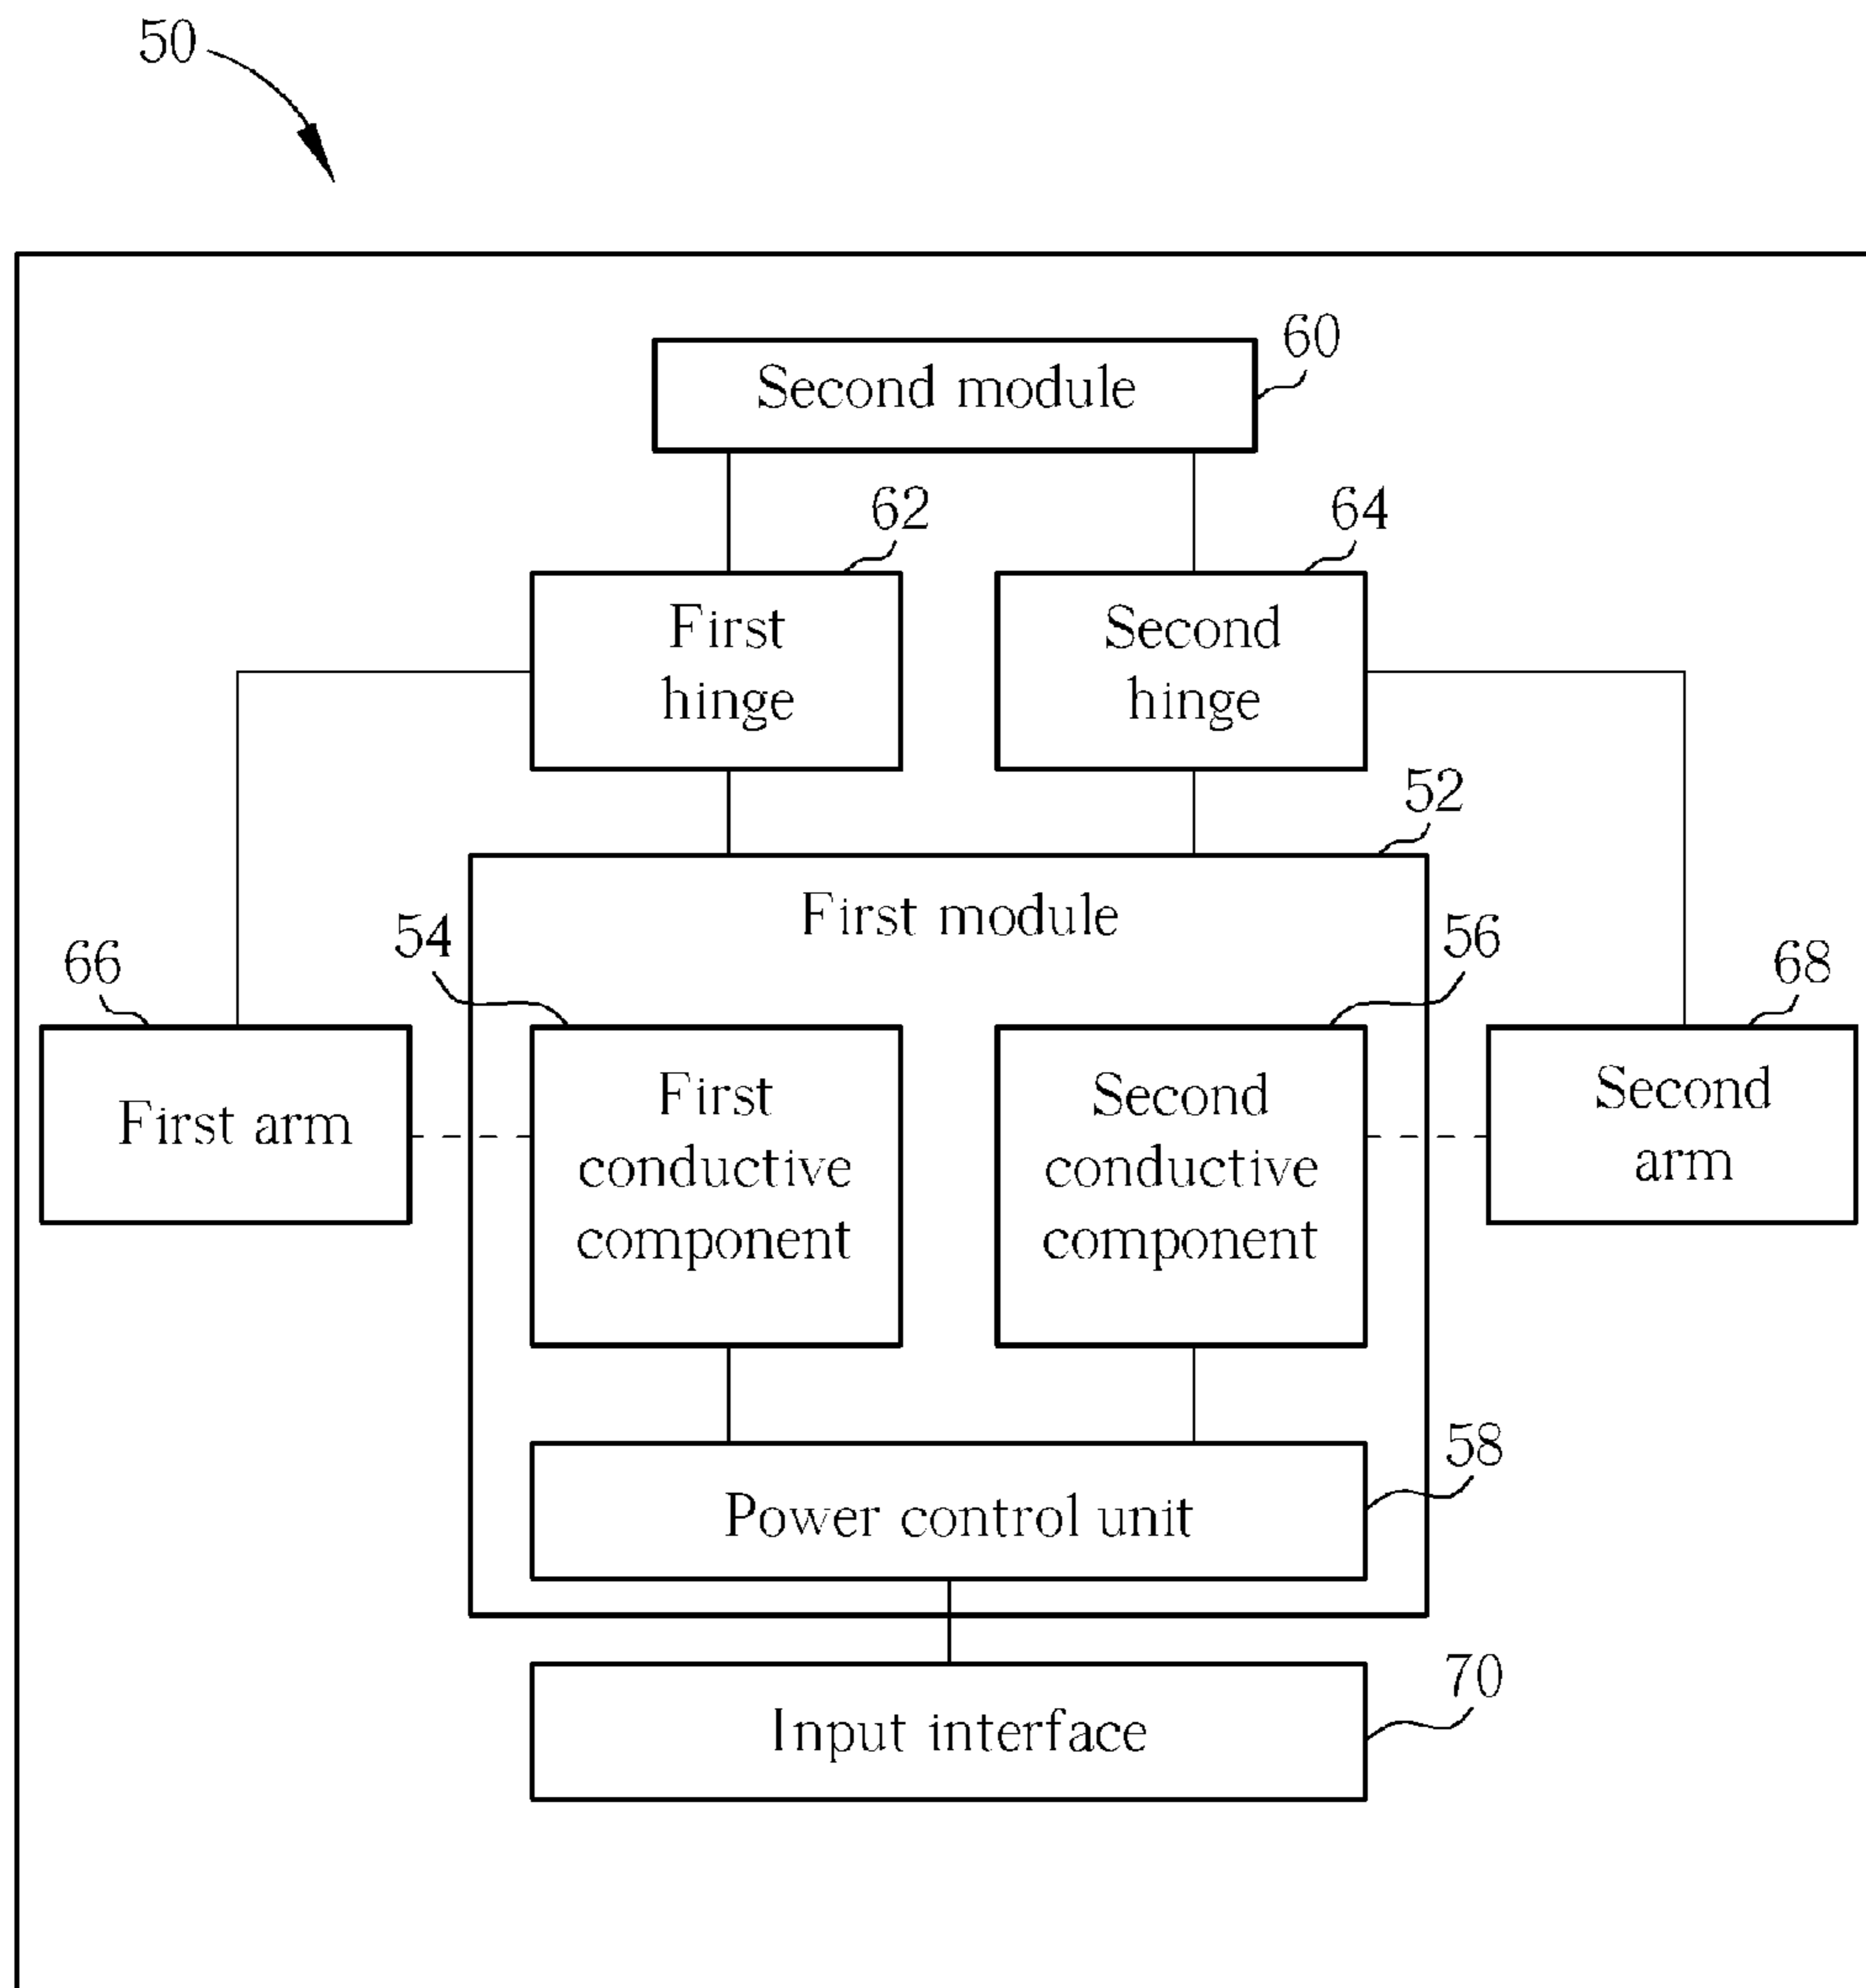 50
60
Second module
62
64
First
hinge
Second
hinge
52
First module
54
56
66
68
First arm
First
conductive
component
Second
conductive
component
Second
arm
58
Power control unit
70
Input interface